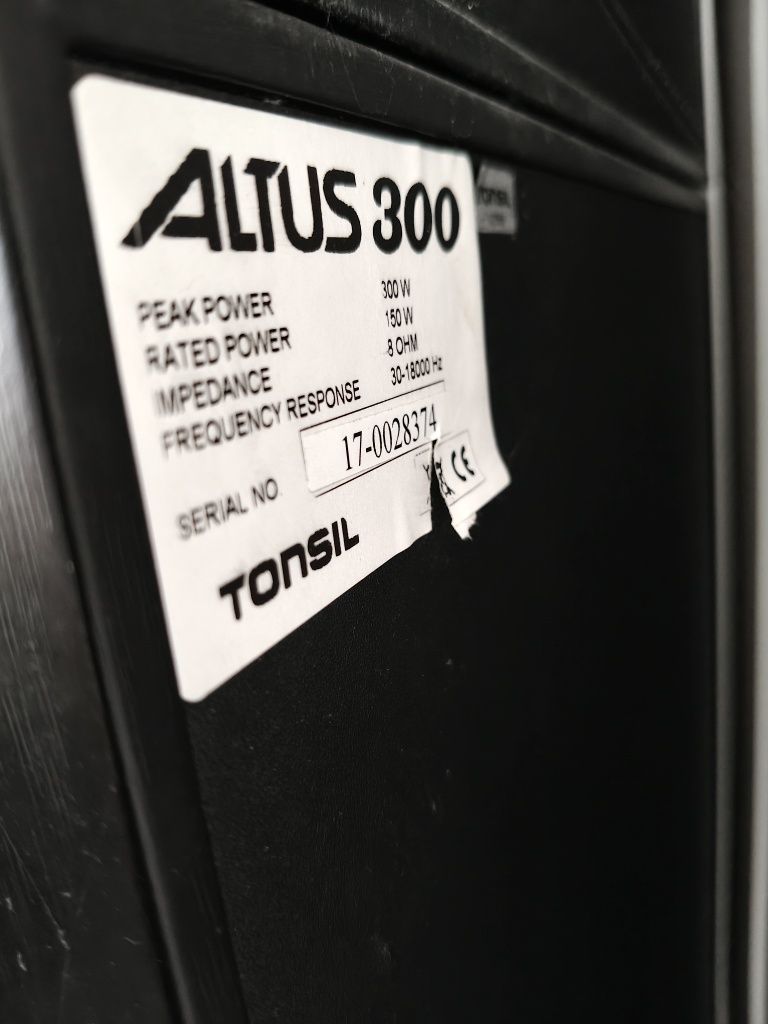 ALTUS 300
PEAK POWER 300 W
RATED POWER 150 W
IMPEDANCE 8 OHM
FREQUENCY RESPONSE 30-18000 Hz
SERIAL NO. 17-0028374
CE
TONSIL
TONSIL